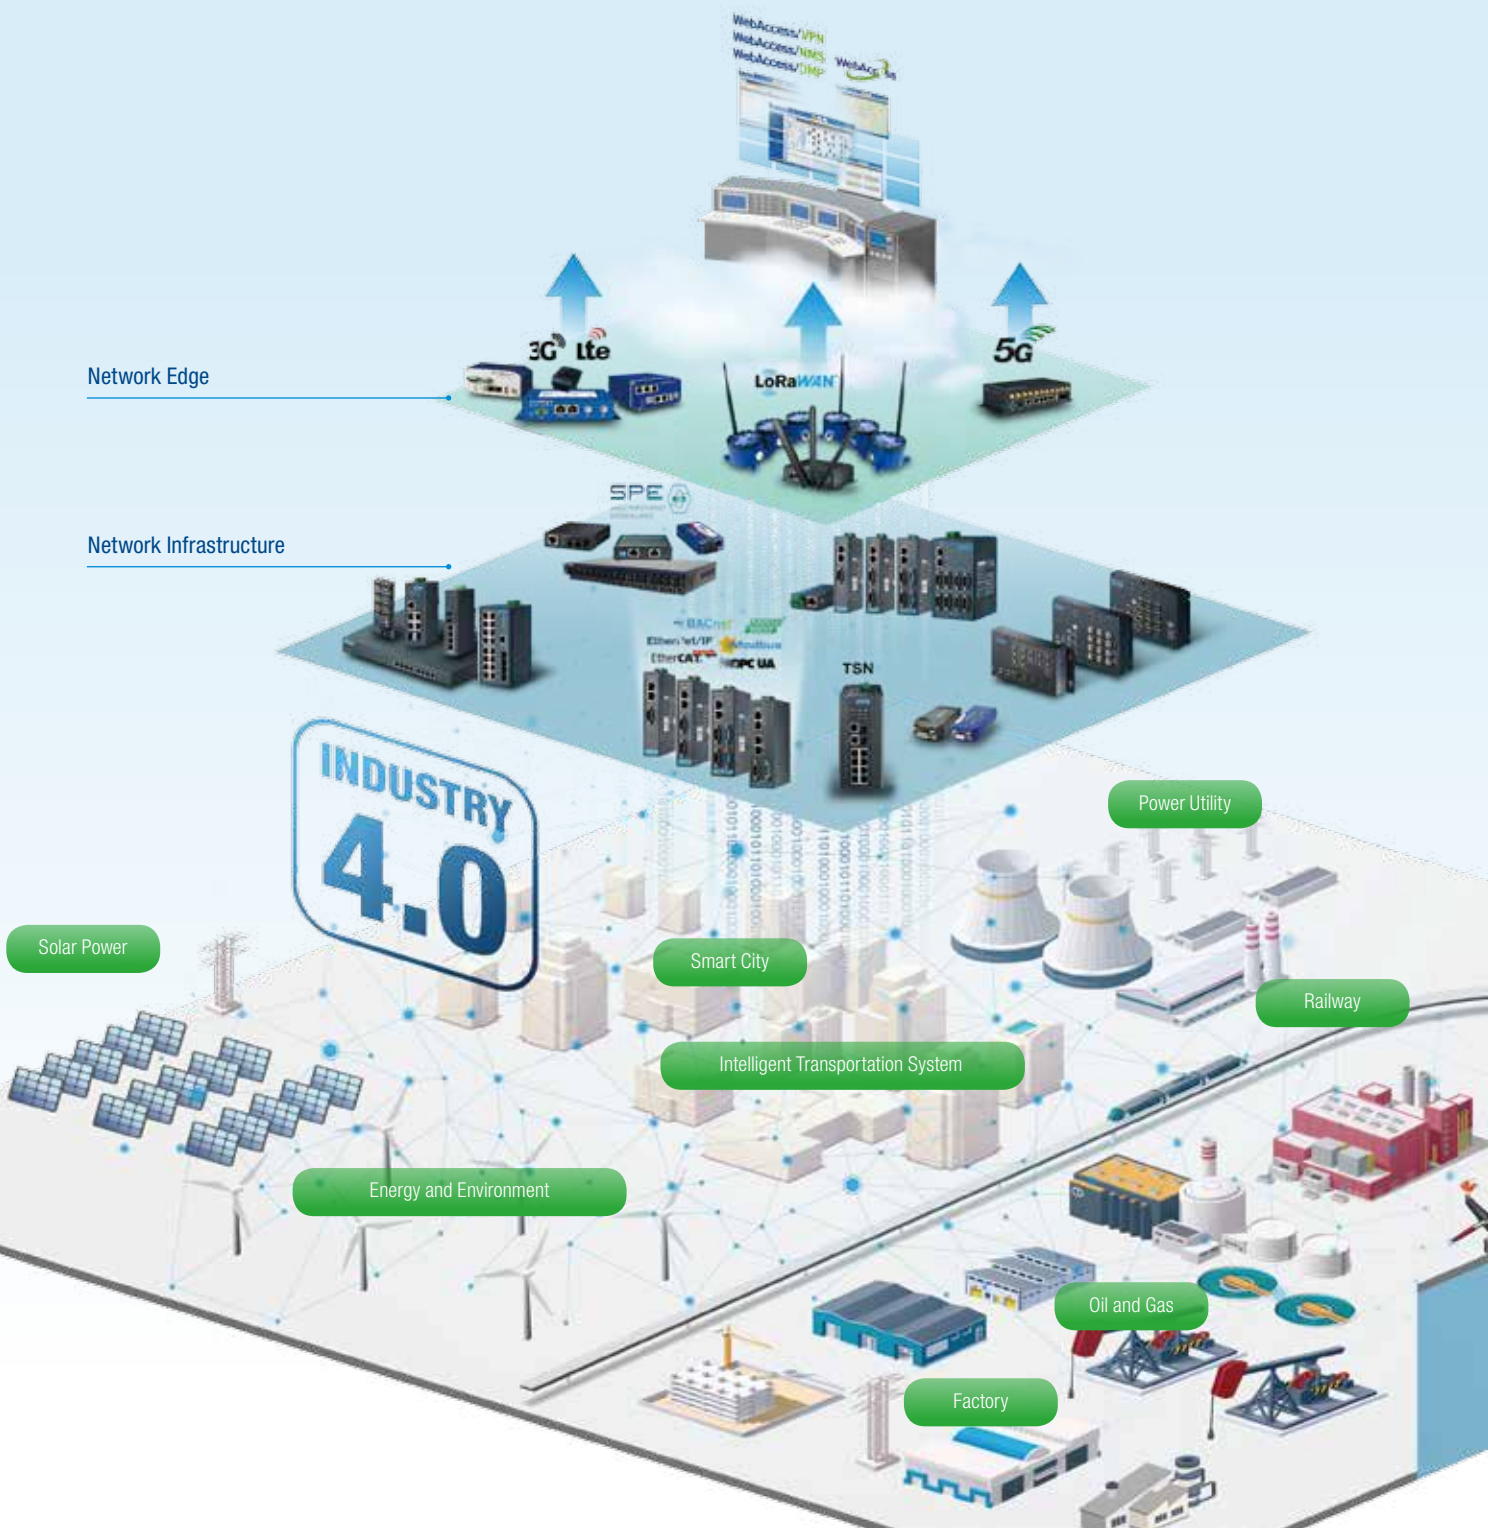 WebAccess/VPN
WebAccess/NMS
WebAccess/DMP
WebAccess
3G Lte
5G
LoRaWAN
Network Edge
SPE
Network Infrastructure
BACnet
EtherNet/IP
Modbus
EtherCAT
OPC UA
TSN
INDUSTRY
4.0
Power Utility
Solar Power
Smart City
Railway
Intelligent Transportation System
Energy and Environment
Oil and Gas
Factory